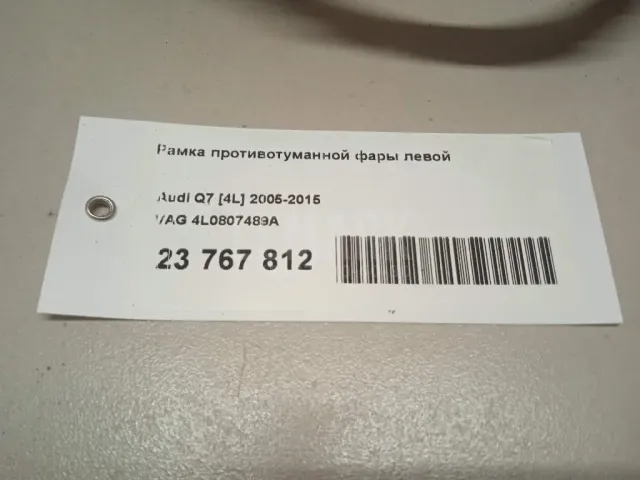 Рамка противотуманной фары левой
Audi Q7 [4L] 2005-2015
VAG 4L0807489A
23 767 812